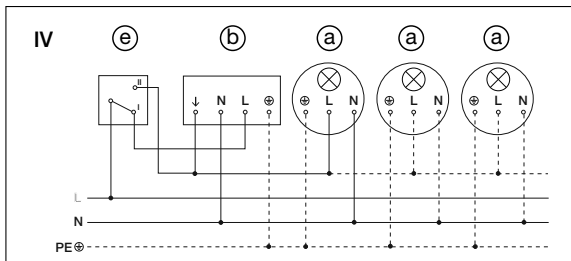 IV e b a a a
II
I
↓ N L ⏚
⏚ L N
⏚ L N
⏚ L N
L
N
PE ⏚